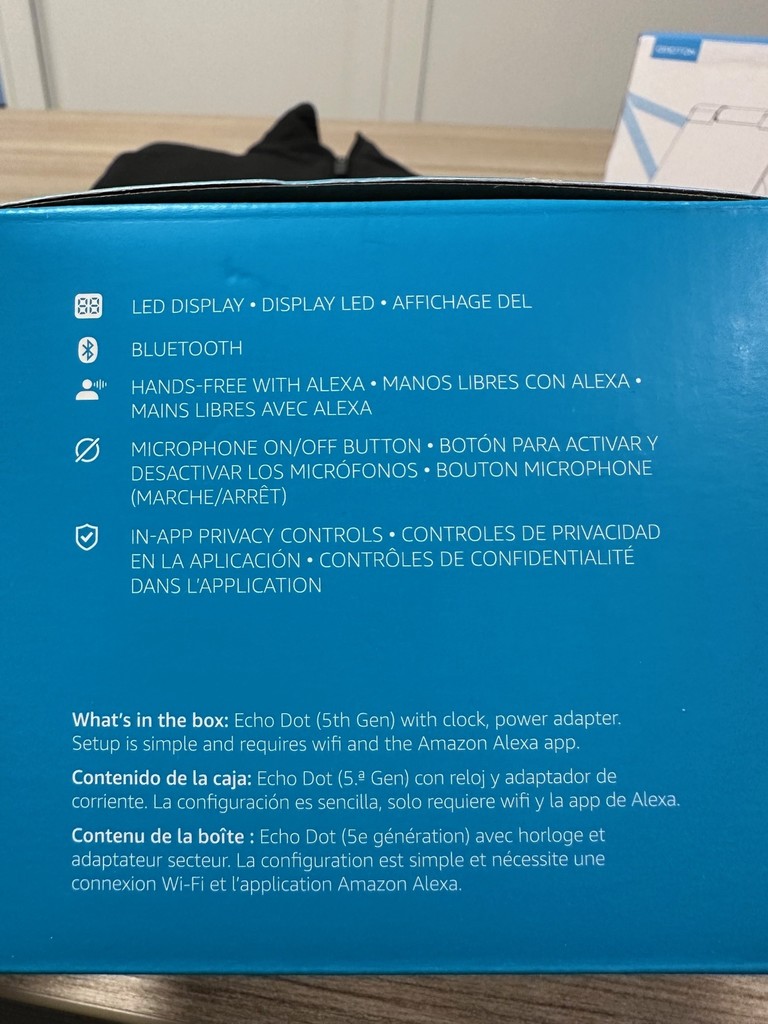 LED DISPLAY • DISPLAY LED • AFFICHAGE DEL
BLUETOOTH
HANDS-FREE WITH ALEXA • MANOS LIBRES CON ALEXA •
MAINS LIBRES AVEC ALEXA
MICROPHONE ON/OFF BUTTON • BOTÓN PARA ACTIVAR Y
DESACTIVAR LOS MICRÓFONOS • BOUTON MICROPHONE
(MARCHE/ARRÊT)
IN-APP PRIVACY CONTROLS • CONTROLES DE PRIVACIDAD
EN LA APLICACIÓN • CONTRÔLES DE CONFIDENTIALITÉ
DANS L'APPLICATION
What's in the box: Echo Dot (5th Gen) with clock, power adapter.
Setup is simple and requires wifi and the Amazon Alexa app.
Contenido de la caja: Echo Dot (5.ª Gen) con reloj y adaptador de
corriente. La configuración es sencilla, solo requiere wifi y la app de Alexa.
Contenu de la boîte : Echo Dot (5e génération) avec horloge et
adaptateur secteur. La configuration est simple et nécessite une
connexion Wi-Fi et l'application Amazon Alexa.